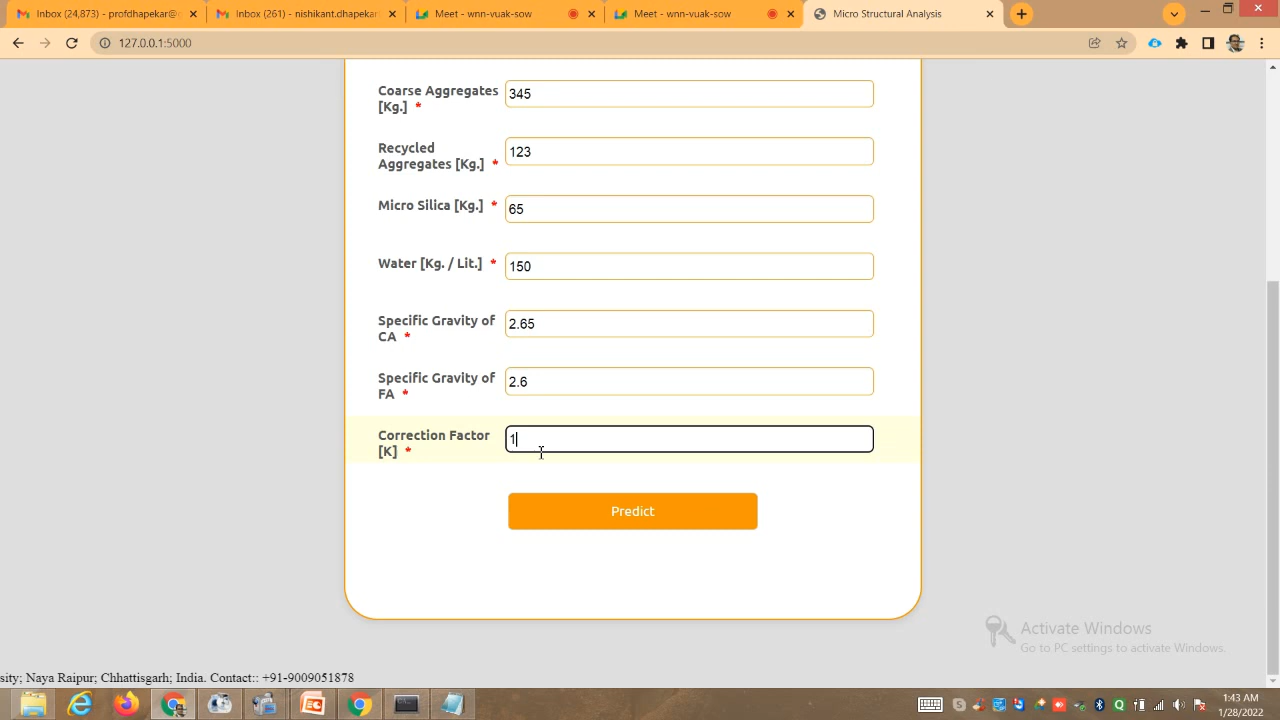 Inbox (24,873) - profdhapekar@
Inbox (261) - nishikant.dhapekar
Meet - wnn-vuak-sow
Meet - wnn-vuak-sow
Micro Structural Analysis
127.0.0.1:5000
Coarse Aggregates
[Kg.] *
345
Recycled
Aggregates [Kg.] *
123
Micro Silica [Kg.] *
65
Water [Kg. / Lit.] *
150
Specific Gravity of
CA *
2.65
Specific Gravity of
FA *
2.6
Correction Factor
[K] *
1
Predict
Activate Windows
Go to PC settings to activate Windows.
sity; Naya Raipur; Chhattisgarh; India. Contact:: +91-9009051878
1:43 AM
1/28/2022